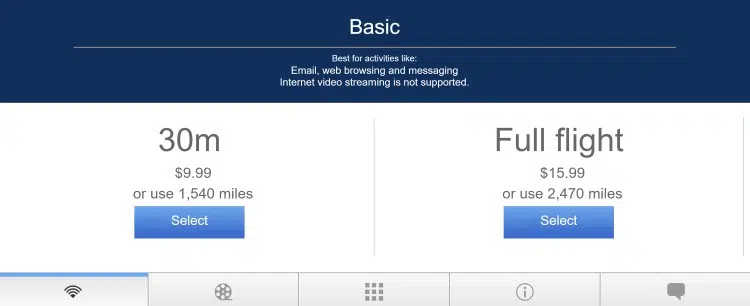 Basic
Best for activities like:
Email, web browsing and messaging
Internet video streaming is not supported.
30m
$9.99
or use 1,540 miles
Select
Full flight
$15.99
or use 2,470 miles
Select